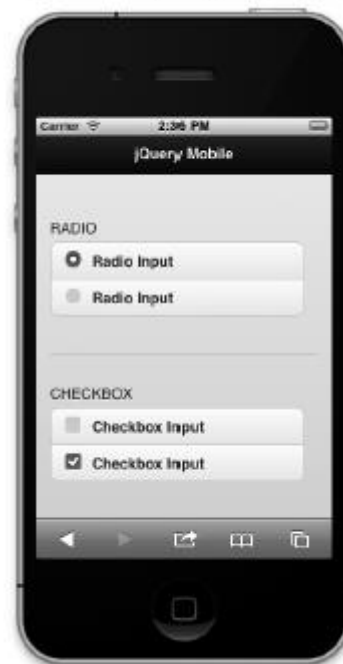 Carrier 2:36 PM
jQuery Mobile
RADIO
Radio Input
Radio Input
CHECKBOX
Checkbox Input
Checkbox Input